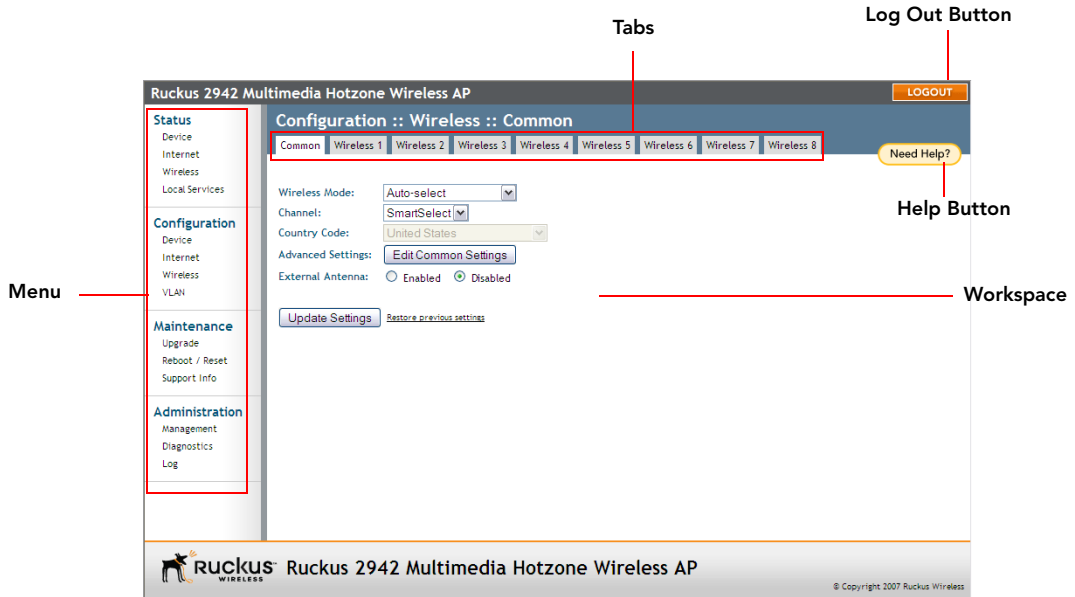 Tabs
Log Out Button
Ruckus 2942 Multimedia Hotzone Wireless AP
LOGOUT
Status
Device
Internet
Wireless
Local Services
Configuration
Device
Internet
Wireless
VLAN
Maintenance
Upgrade
Reboot / Reset
Support Info
Administration
Management
Diagnostics
Log
Menu
Configuration :: Wireless :: Common
Common Wireless 1 Wireless 2 Wireless 3 Wireless 4 Wireless 5 Wireless 6 Wireless 7 Wireless 8
Need Help?
Help Button
Wireless Mode: Auto-select
Channel: SmartSelect
Country Code: United States
Advanced Settings: Edit Common Settings
External Antenna: Enabled Disabled
Workspace
Update Settings Restore previous settings
Ruckus WIRELESS
Ruckus 2942 Multimedia Hotzone Wireless AP
© Copyright 2007 Ruckus Wireless